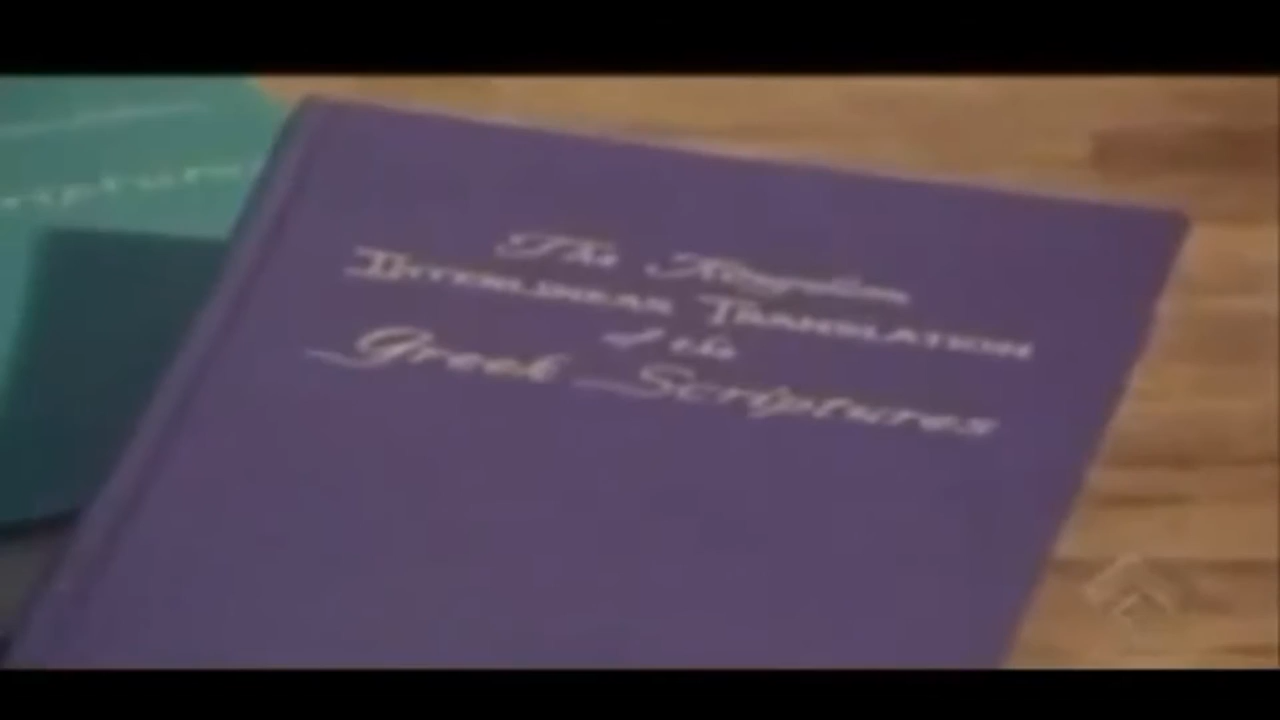 The Kingdom
INTERLINEAR TRANSLATION
of the
Greek Scriptures